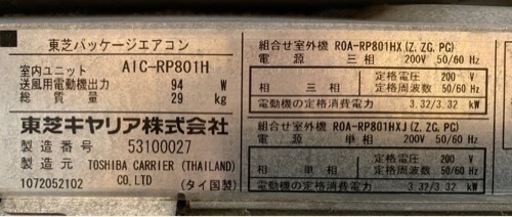 東芝パッケージエアコン
室内ユニット AIC-RP801H
送風用電動機出力 94 W
総質量 29 kg
東芝キヤリア株式会社
製造番号 53100027
製造元 TOSHIBA CARRIER (THAILAND)
CO,LTD (タイ国製)
1072052102
組合せ室外機 ROA-RP801HX(Z.ZG.PG)
電源 三相 200V 50/60 Hz
相 三相 定格電圧 200 V
定格周波数 50/60 Hz
電動機の定格消費電力 3.32/3.32 kW
組合せ室外機 ROA-RP801HXJ(Z.ZG.PG)
電源 単相 200V 50/60 Hz
相 単相 定格電圧 200 V
定格周波数 50/60 Hz
電動機の定格消費電力 3.32/3.32 kW